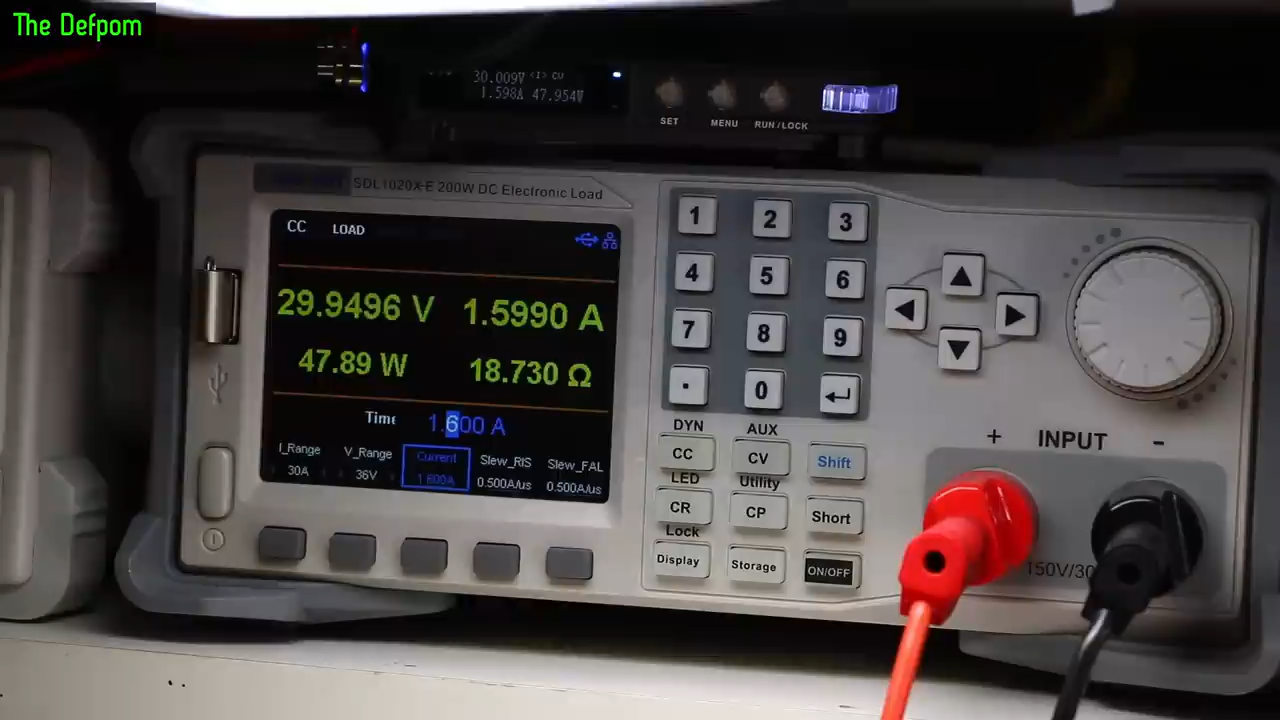 The Defpom
30.009V <I> CU
1.598A 47.954V
SET MENU RUN/LOCK
SDL1020X-E 200W DC Electronic Load
CC LOAD
29.9496 V 1.5990 A
47.89 W 18.730 Ω
Time 1.600 A
I_Range V_Range Current Slew_RIS Slew_FAL
30A 36V 1.600A 0.500A/us 0.500A/us
1 2 3
4 5 6
7 8 9
. 0
DYN AUX
CC CV Shift
LED Utility
CR CP Short
Lock
Display Storage ON/OFF
+ INPUT -
150V/30